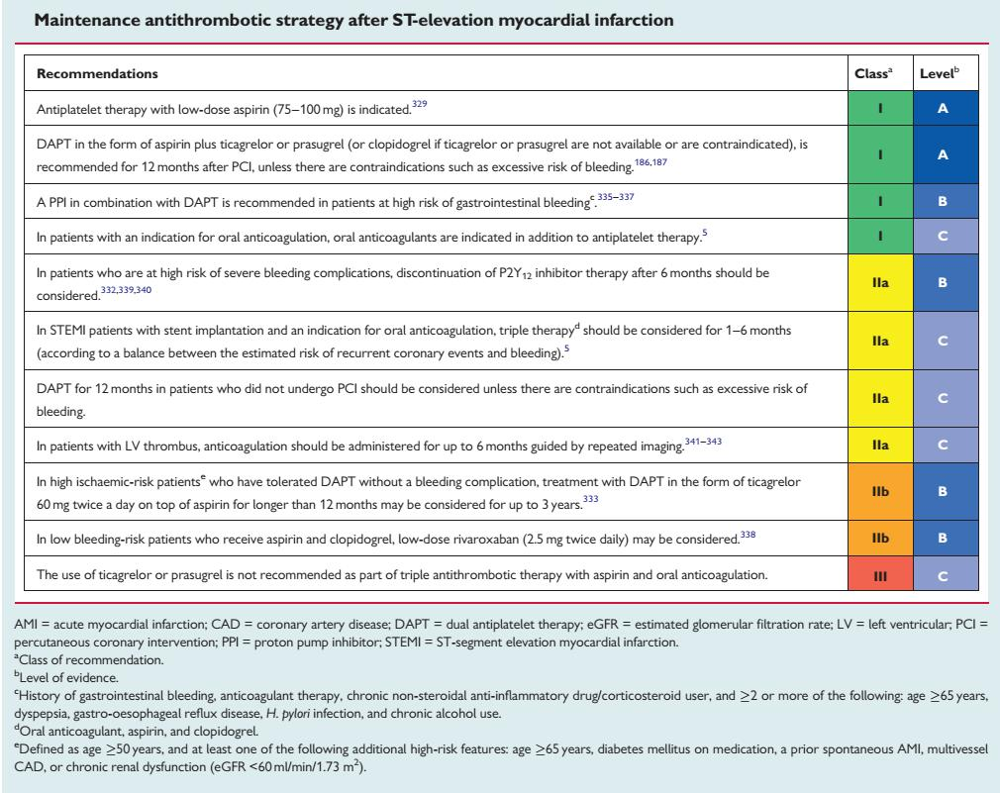 Maintenance antithrombotic strategy after ST-elevation myocardial infarction
Recommendations Classᵃ Levelᵇ
Antiplatelet therapy with low-dose aspirin (75–100 mg) is indicated.³²⁹ I A
DAPT in the form of aspirin plus ticagrelor or prasugrel (or clopidogrel if ticagrelor or prasugrel are not available or are contraindicated), is
recommended for 12 months after PCI, unless there are contraindications such as excessive risk of bleeding.¹⁸⁶,¹⁸⁷ I A
A PPI in combination with DAPT is recommended in patients at high risk of gastrointestinal bleedingᶜ.³³⁵⁻³³⁷ I B
In patients with an indication for oral anticoagulation, oral anticoagulants are indicated in addition to antiplatelet therapy.⁵ I C
In patients who are at high risk of severe bleeding complications, discontinuation of P2Y₁₂ inhibitor therapy after 6 months should be
considered.³³²,³³⁹,³⁴⁰ IIa B
In STEMI patients with stent implantation and an indication for oral anticoagulation, triple therapyᵈ should be considered for 1–6 months
(according to a balance between the estimated risk of recurrent coronary events and bleeding).⁵ IIa C
DAPT for 12 months in patients who did not undergo PCI should be considered unless there are contraindications such as excessive risk of
bleeding. IIa C
In patients with LV thrombus, anticoagulation should be administered for up to 6 months guided by repeated imaging.³⁴¹⁻³⁴³ IIa C
In high ischaemic-risk patientsᵉ who have tolerated DAPT without a bleeding complication, treatment with DAPT in the form of ticagrelor
60 mg twice a day on top of aspirin for longer than 12 months may be considered for up to 3 years.³³³ IIb B
In low bleeding-risk patients who receive aspirin and clopidogrel, low-dose rivaroxaban (2.5 mg twice daily) may be considered.³³⁸ IIb B
The use of ticagrelor or prasugrel is not recommended as part of triple antithrombotic therapy with aspirin and oral anticoagulation. III C
AMI = acute myocardial infarction; CAD = coronary artery disease; DAPT = dual antiplatelet therapy; eGFR = estimated glomerular filtration rate; LV = left ventricular; PCI =
percutaneous coronary intervention; PPI = proton pump inhibitor; STEMI = ST-segment elevation myocardial infarction.
ᵃClass of recommendation.
ᵇLevel of evidence.
ᶜHistory of gastrointestinal bleeding, anticoagulant therapy, chronic non-steroidal anti-inflammatory drug/corticosteroid user, and ≥2 or more of the following: age ≥65 years,
dyspepsia, gastro-oesophageal reflux disease, H. pylori infection, and chronic alcohol use.
ᵈOral anticoagulant, aspirin, and clopidogrel.
ᵉDefined as age ≥50 years, and at least one of the following additional high-risk features: age ≥65 years, diabetes mellitus on medication, a prior spontaneous AMI, multivessel
CAD, or chronic renal dysfunction (eGFR <60 ml/min/1.73 m²).